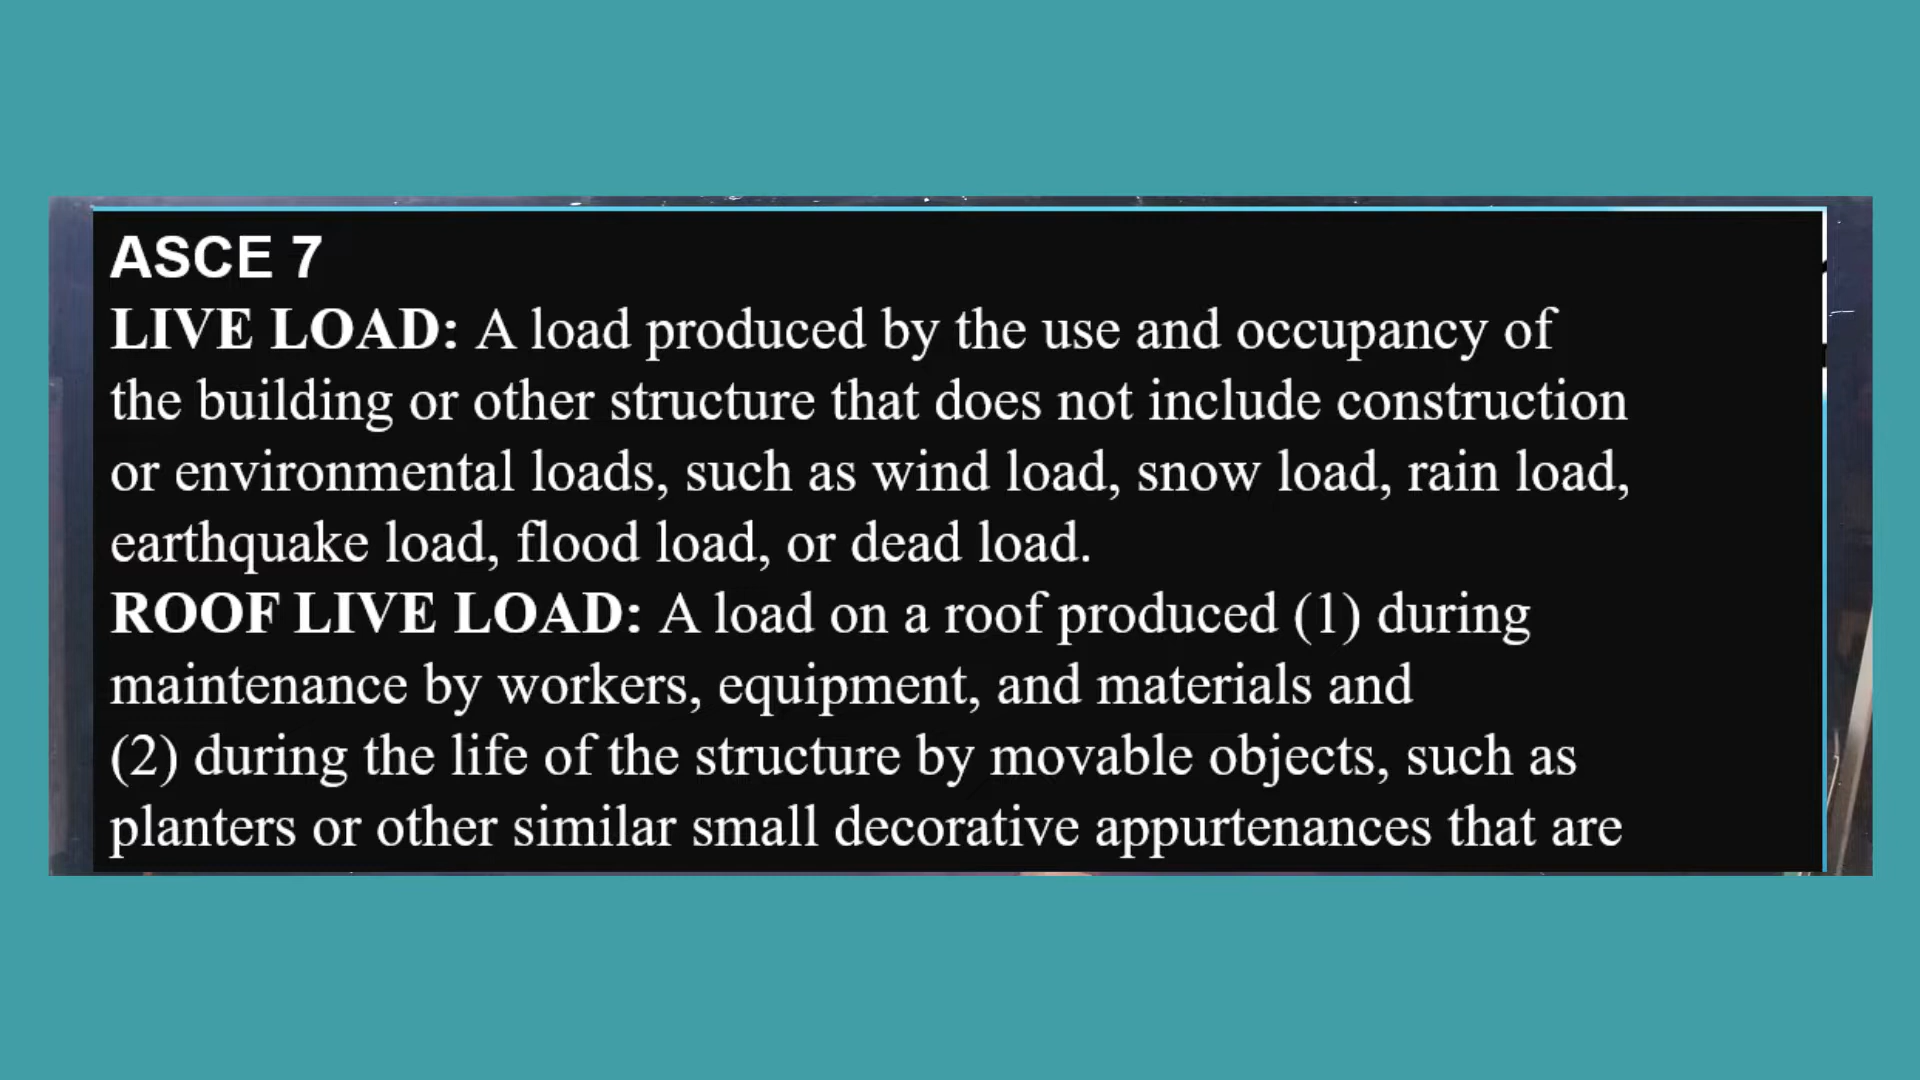 ASCE 7
LIVE LOAD: A load produced by the use and occupancy of
the building or other structure that does not include construction
or environmental loads, such as wind load, snow load, rain load,
earthquake load, flood load, or dead load.
ROOF LIVE LOAD: A load on a roof produced (1) during
maintenance by workers, equipment, and materials and
(2) during the life of the structure by movable objects, such as
planters or other similar small decorative appurtenances that are